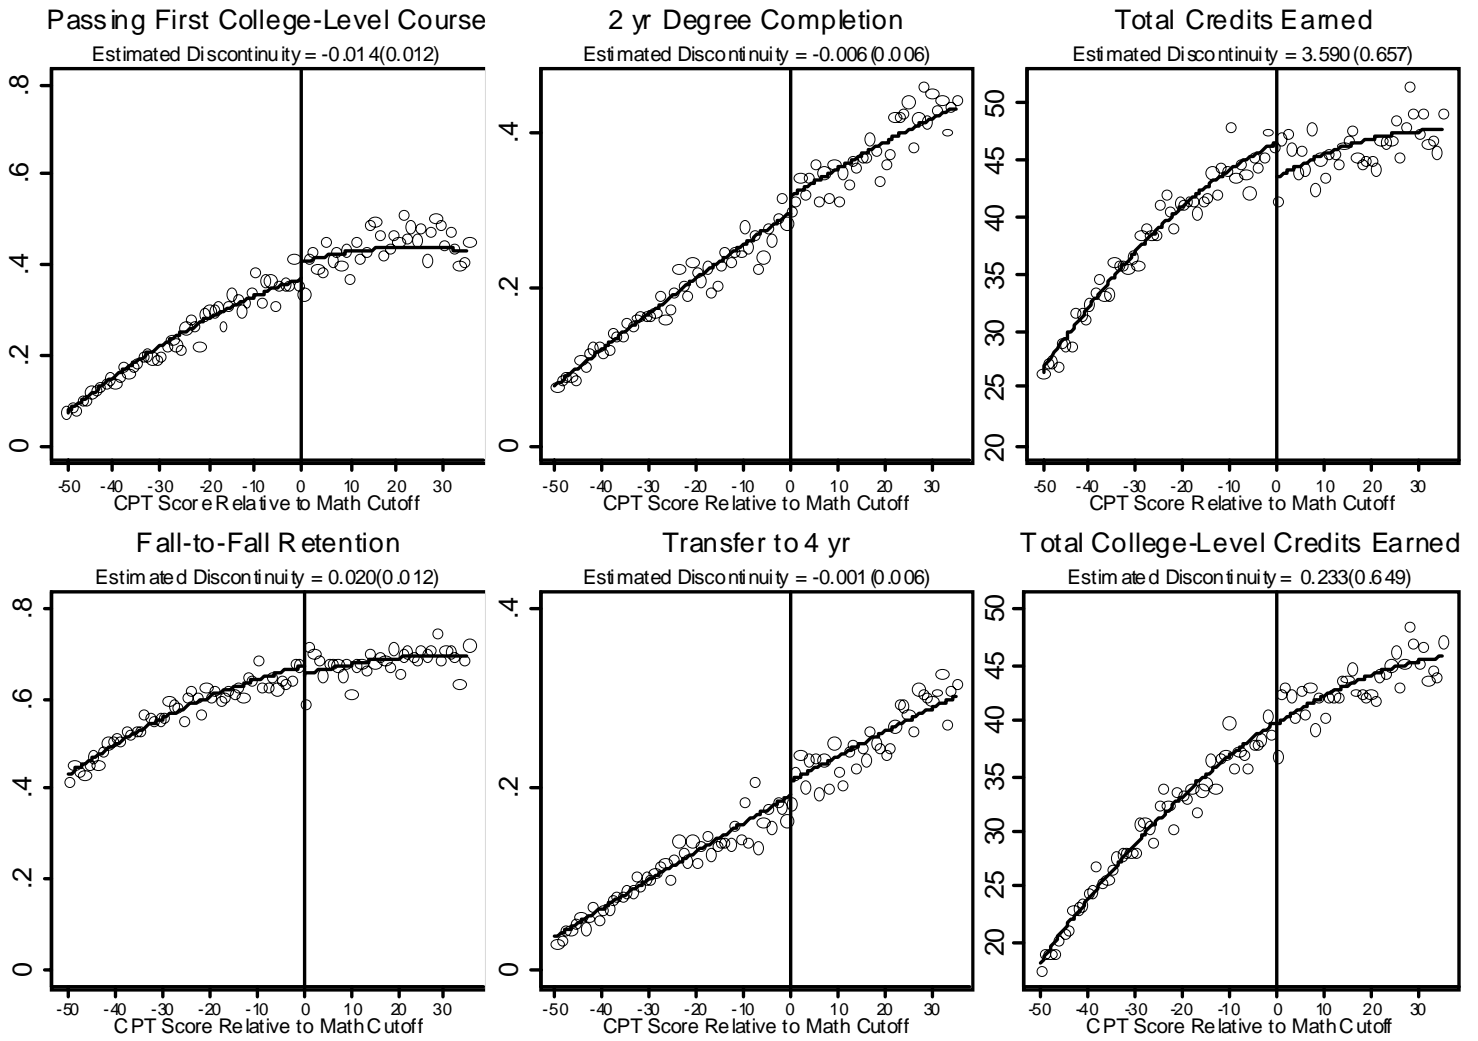 Passing First College-Level Course
Estimated Discontinuity = -0.014(0.012)
.8
.6
.4
.2
0
-50 -40 -30 -20 -10 0 10 20 30
CPT Score Relative to Math Cutoff
2 yr Degree Completion
Estimated Discontinuity = -0.006(0.006)
.4
.2
0
-50 -40 -30 -20 -10 0 10 20 30
CPT Score Relative to Math Cutoff
Total Credits Earned
Estimated Discontinuity = 3.590(0.657)
50
45
40
35
30
25
20
-50 -40 -30 -20 -10 0 10 20 30
CPT Score Relative to Math Cutoff
Fall-to-Fall Retention
Estimated Discontinuity = 0.020(0.012)
.8
.6
.4
.2
0
-50 -40 -30 -20 -10 0 10 20 30
CPT Score Relative to Math Cutoff
Transfer to 4 yr
Estimated Discontinuity = -0.001(0.006)
.4
.2
0
-50 -40 -30 -20 -10 0 10 20 30
CPT Score Relative to Math Cutoff
Total College-Level Credits Earned
Estimated Discontinuity = 0.233(0.649)
50
45
40
35
30
25
20
-50 -40 -30 -20 -10 0 10 20 30
CPT Score Relative to Math Cutoff